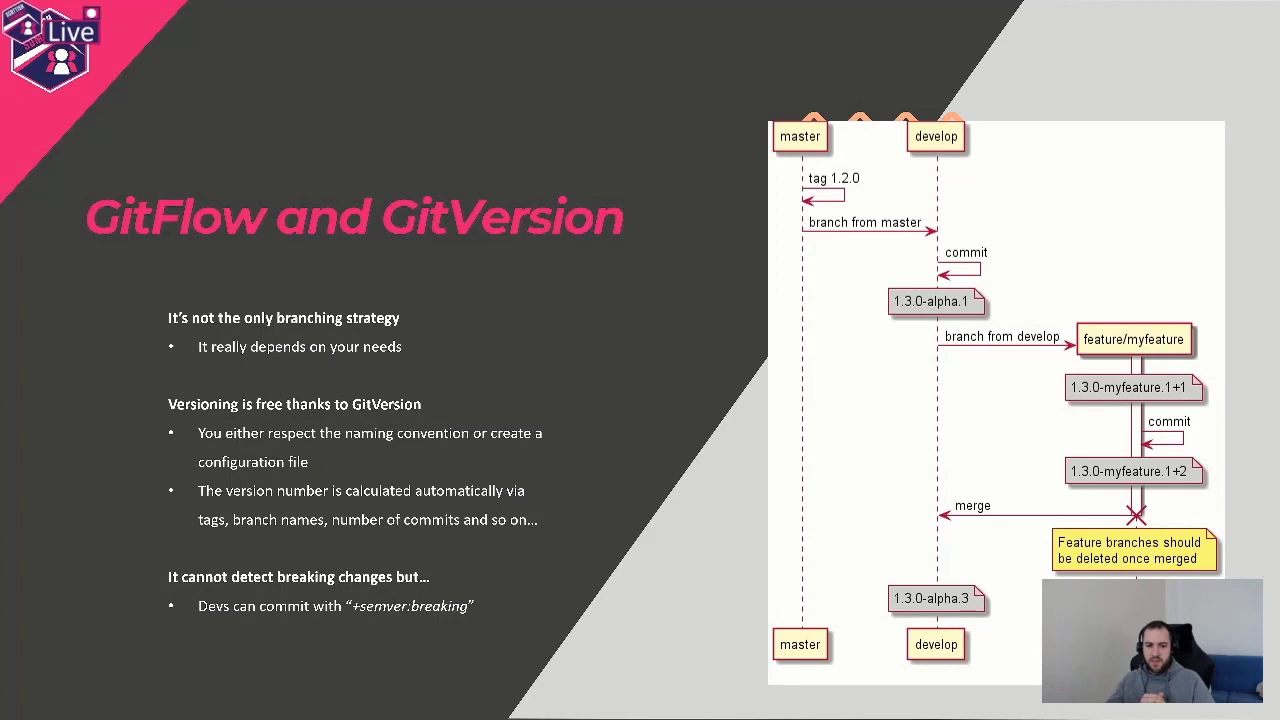 Live
GitFlow and GitVersion
It's not the only branching strategy
• It really depends on your needs
Versioning is free thanks to GitVersion
• You either respect the naming convention or create a
configuration file
• The version number is calculated automatically via
tags, branch names, number of commits and so on...
It cannot detect breaking changes but...
• Devs can commit with “+semver:breaking”
master
develop
tag 1.2.0
branch from master
commit
1.3.0-alpha.1
branch from develop
feature/myfeature
1.3.0-myfeature.1+1
commit
1.3.0-myfeature.1+2
merge
Feature branches should
be deleted once merged
1.3.0-alpha.3
master
develop